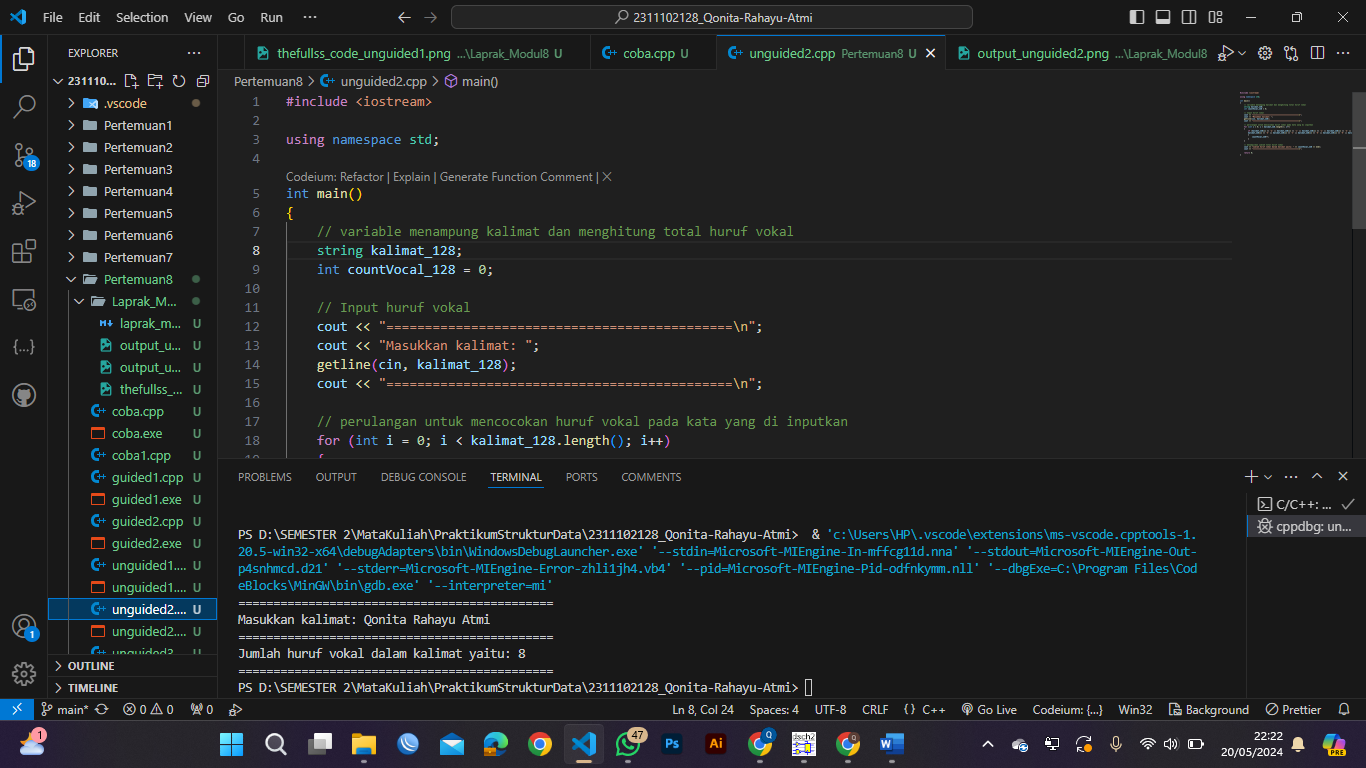 File Edit Selection View Go Run ··· 2311102128_Qonita-Rahayu-Atmi
EXPLORER ···
thefullss_code_unguided1.png ...\Laprak_Modul8 U
coba.cpp U
unguided2.cpp Pertemuan8 U
output_unguided2.png ...\Laprak_Modul8
231110...
.vscode
Pertemuan1
Pertemuan2
Pertemuan3
Pertemuan4
Pertemuan5
Pertemuan6
Pertemuan7
Pertemuan8
Laprak_M...
laprak_m... U
output_u... U
output_u... U
thefullss_... U
coba.cpp U
coba.exe U
coba1.cpp U
guided1.cpp U
guided1.exe U
guided2.cpp U
guided2.exe U
unguided1.... U
unguided1.... U
unguided2.... U
unguided2.... U
unguided3
OUTLINE
TIMELINE
18
1
Pertemuan8 > unguided2.cpp > main()
1 #include <iostream>
2
3 using namespace std;
4
Codeium: Refactor | Explain | Generate Function Comment | X
5 int main()
6 {
7 // variable menampung kalimat dan menghitung total huruf vokal
8 string kalimat_128;
9 int countVocal_128 = 0;
10
11 // Input huruf vokal
12 cout << "=============================================\n";
13 cout << "Masukkan kalimat: ";
14 getline(cin, kalimat_128);
15 cout << "=============================================\n";
16
17 // perulangan untuk mencocokan huruf vokal pada kata yang di inputkan
18 for (int i = 0; i < kalimat_128.length(); i++)
19 {
PROBLEMS OUTPUT DEBUG CONSOLE TERMINAL PORTS COMMENTS
C/C++: ...
cppdbg: un...
PS D:\SEMESTER 2\MataKuliah\PraktikumStrukturData\2311102128_Qonita-Rahayu-Atmi> & 'c:\Users\HP\.vscode\extensions\ms-vscode.cpptools-1.
20.5-win32-x64\debugAdapters\bin\WindowsDebugLauncher.exe' '--stdin=Microsoft-MIEngine-In-mffcg11d.nna' '--stdout=Microsoft-MIEngine-Out-
p4snhmcd.d21' '--stderr=Microsoft-MIEngine-Error-zhli1jh4.vb4' '--pid=Microsoft-MIEngine-Pid-odfnkymm.nll' '--dbgExe=C:\Program Files\Cod
eBlocks\MinGW\bin\gdb.exe' '--interpreter=mi'
=============================================
Masukkan kalimat: Qonita Rahayu Atmi
=============================================
Jumlah huruf vokal dalam kalimat yaitu: 8
=============================================
PS D:\SEMESTER 2\MataKuliah\PraktikumStrukturData\2311102128_Qonita-Rahayu-Atmi>
main* 0 0 0 Ln 8, Col 24 Spaces: 4 UTF-8 CRLF {} C++ Go Live Codeium: {...} Win32 Background Prettier
1 47 Ps Ai Q dsch2 W 22:22
20/05/2024 PRE